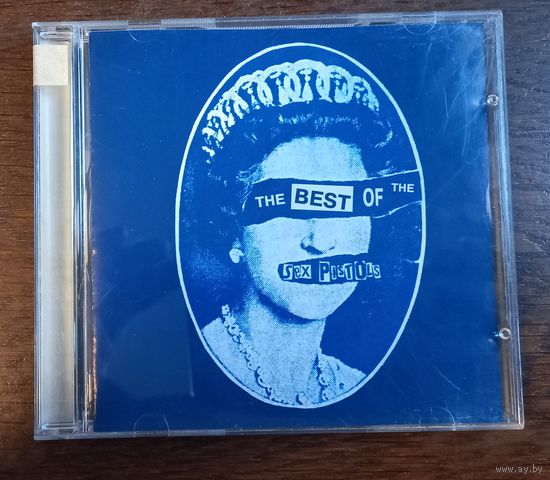 THE BEST OF THE
Sex PISTOLS
www.ay.by